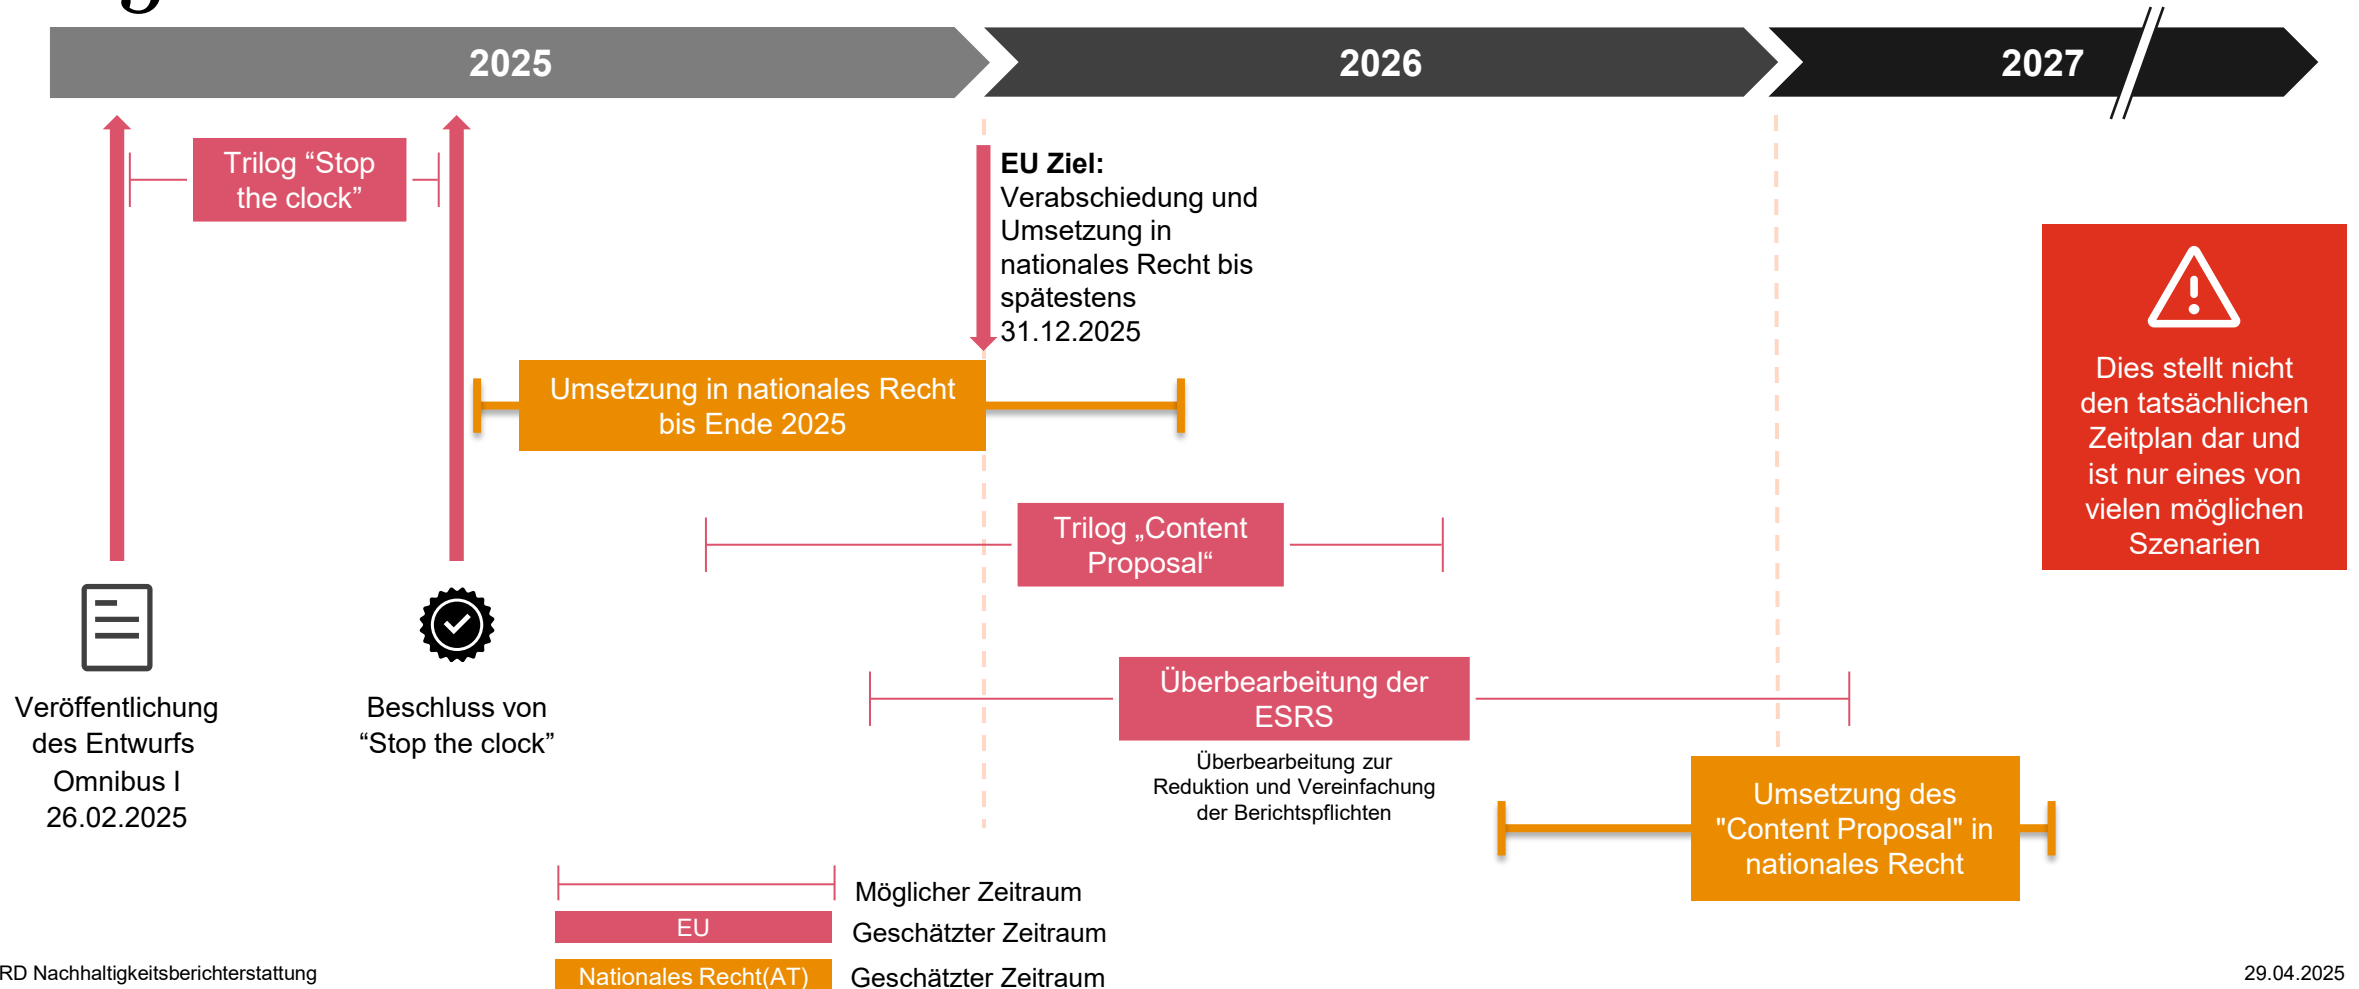 2025
2026
2027
Trilog “Stop
the clock”
EU Ziel:
Verabschiedung und
Umsetzung in
nationales Recht bis
spätestens
31.12.2025
Dies stellt nicht
den tatsächlichen
Zeitplan dar und
ist nur eines von
vielen möglichen
Szenarien
Umsetzung in nationales Recht
bis Ende 2025
Trilog „Content
Proposal“
Überbearbeitung der
ESRS
Überbearbeitung zur
Reduktion und Vereinfachung
der Berichtspflichten
Veröffentlichung
des Entwurfs
Omnibus I
26.02.2025
Beschluss von
“Stop the clock”
Umsetzung des
"Content Proposal" in
nationales Recht
Möglicher Zeitraum
EU
Geschätzter Zeitraum
Nationales Recht(AT)
Geschätzter Zeitraum
RD Nachhaltigkeitsberichterstattung
29.04.2025